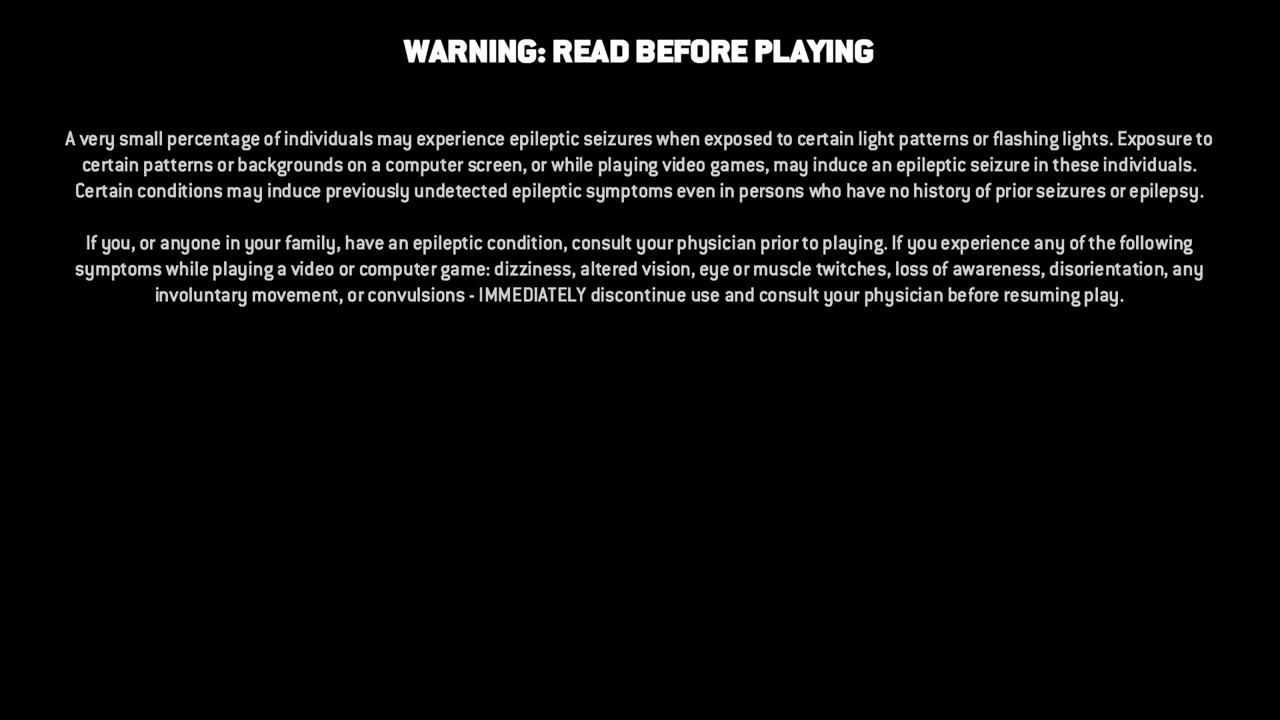 WARNING: READ BEFORE PLAYING
A very small percentage of individuals may experience epileptic seizures when exposed to certain light patterns or flashing lights. Exposure to
certain patterns or backgrounds on a computer screen, or while playing video games, may induce an epileptic seizure in these individuals.
Certain conditions may induce previously undetected epileptic symptoms even in persons who have no history of prior seizures or epilepsy.
If you, or anyone in your family, have an epileptic condition, consult your physician prior to playing. If you experience any of the following
symptoms while playing a video or computer game: dizziness, altered vision, eye or muscle twitches, loss of awareness, disorientation, any
involuntary movement, or convulsions - IMMEDIATELY discontinue use and consult your physician before resuming play.